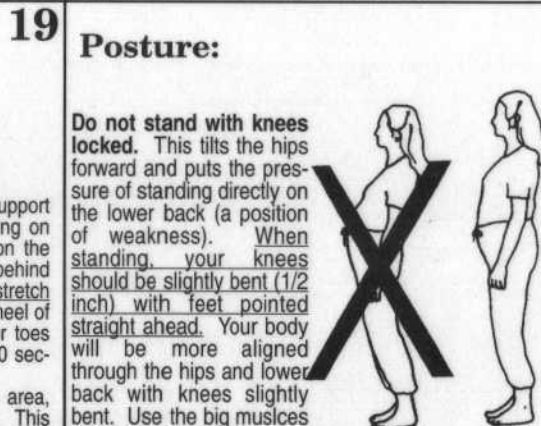 19
upport
ng on
on the
behind
stretch
heel of
r toes
0 sec-
area,
This
Posture:
Do not stand with knees
locked. This tilts the hips
forward and puts the pres-
sure of standing directly on
the lower back (a position
of weakness). When
standing, your knees
should be slightly bent (1/2
inch) with feet pointed
straight ahead. Your body
will be more aligned
through the hips and lower
back with knees slightly
bent. Use the big muslces